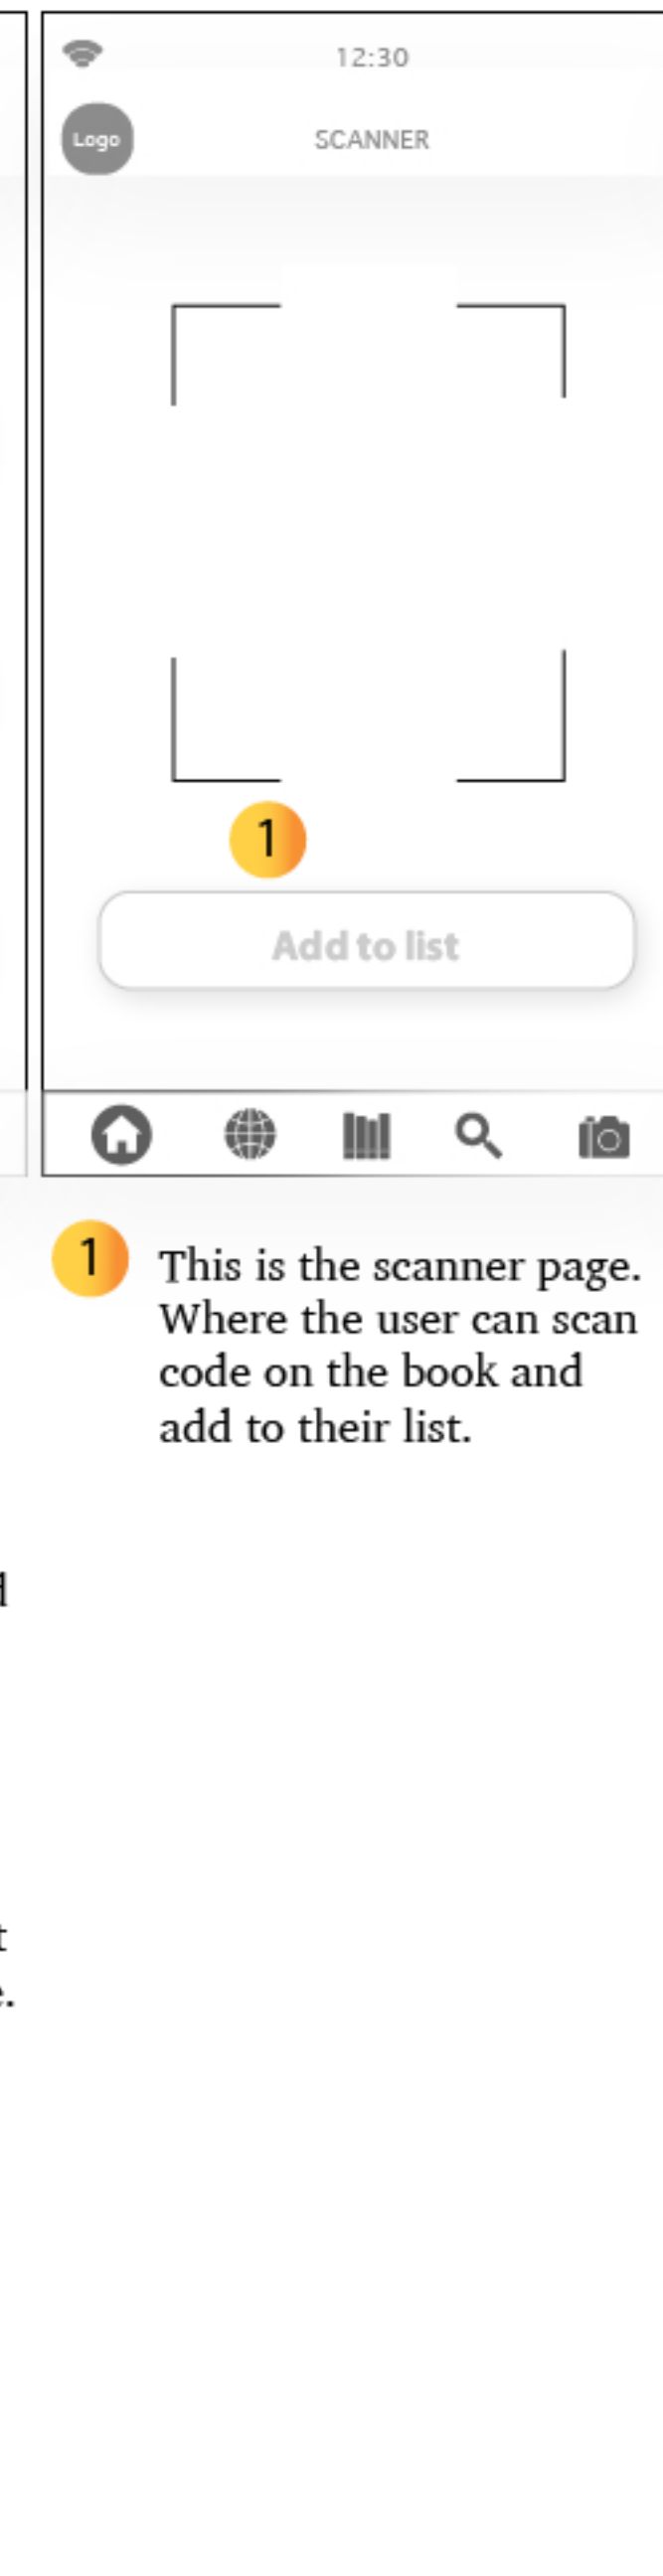 12:30
Logo
SCANNER
1
Add to list
1
This is the scanner page.
Where the user can scan
code on the book and
add to their list.